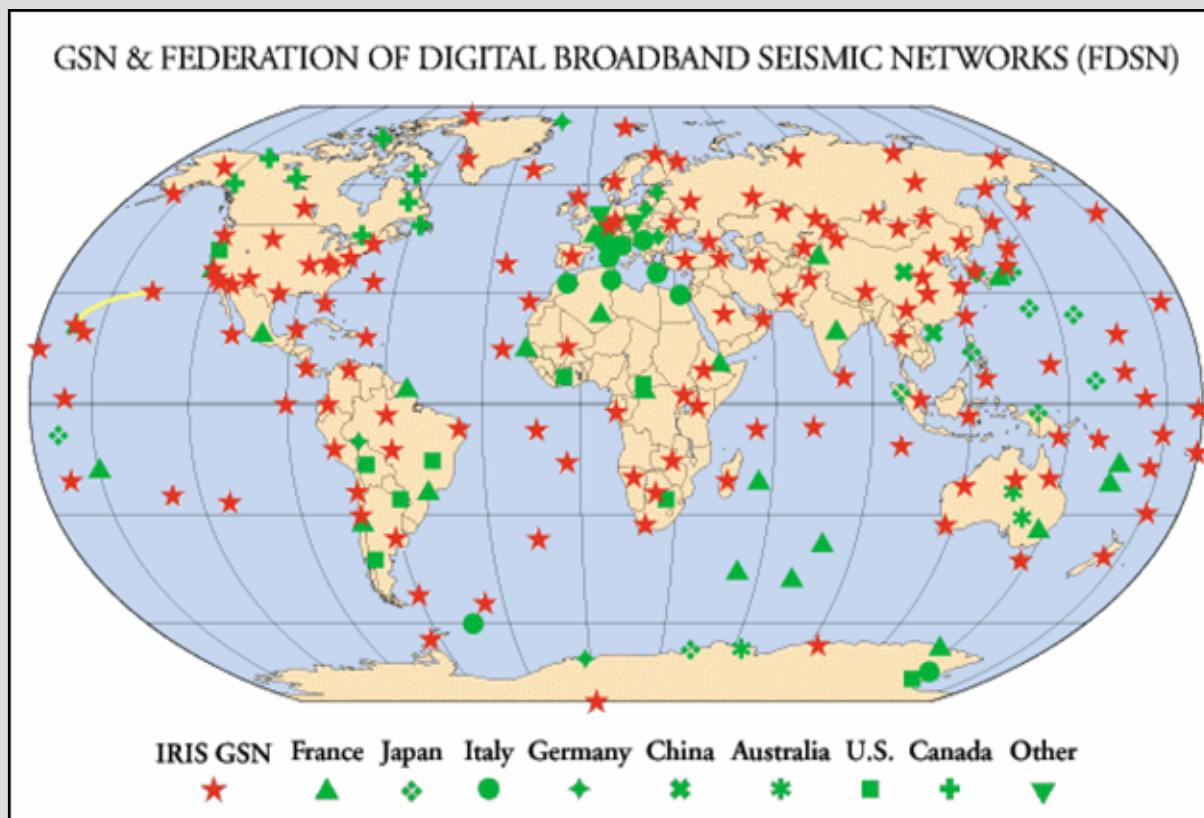 GSN & FEDERATION OF DIGITAL BROADBAND SEISMIC NETWORKS (FDSN)
IRIS GSN France Japan Italy Germany China Australia U.S. Canada Other